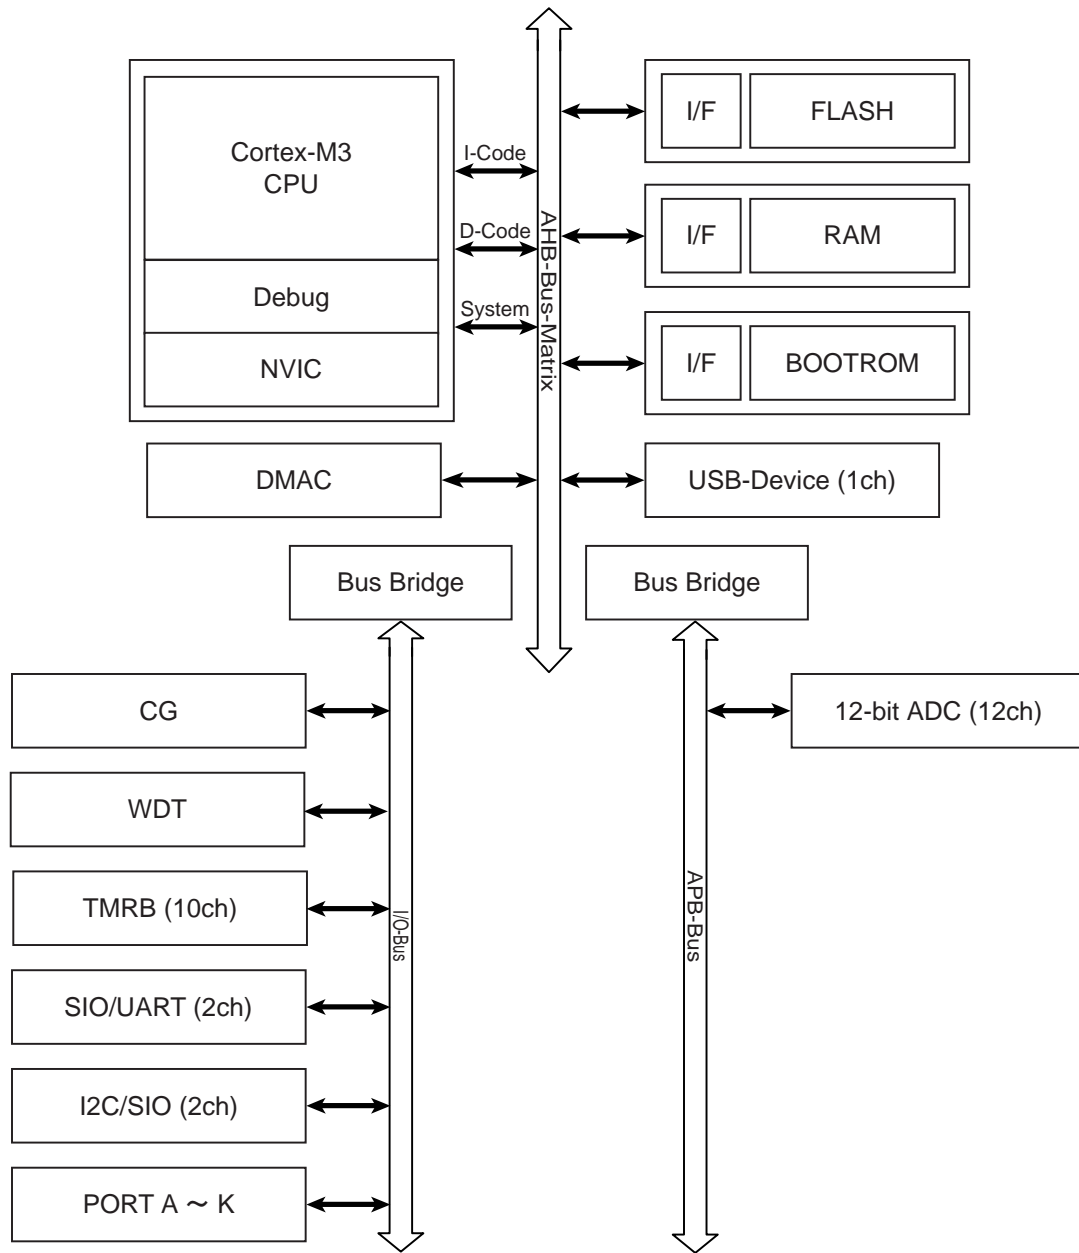 Cortex-M3
CPU
Debug
NVIC
I-Code
D-Code
System
AHB-Bus-Matrix
I/F
FLASH
I/F
RAM
I/F
BOOTROM
DMAC
USB-Device (1ch)
Bus Bridge
Bus Bridge
CG
12-bit ADC (12ch)
WDT
TMRB (10ch)
I/O-Bus
APB-Bus
SIO/UART (2ch)
I2C/SIO (2ch)
PORT A ～ K